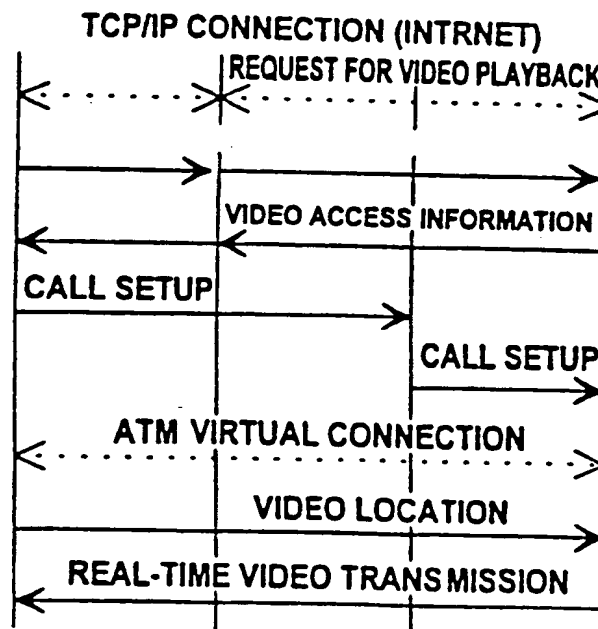 TCP/IP CONNECTION (INTRNET)
REQUEST FOR VIDEO PLAYBACK
VIDEO ACCESS INFORMATION
CALL SETUP
CALL SETUP
ATM VIRTUAL CONNECTION
VIDEO LOCATION
REAL-TIME VIDEO TRANSMISSION